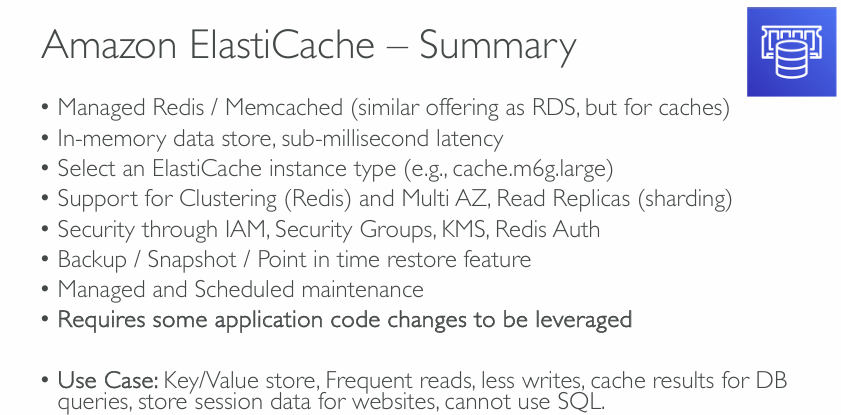 Amazon ElastiCache – Summary
• Managed Redis / Memcached (similar offering as RDS, but for caches)
• In-memory data store, sub-millisecond latency
• Select an ElastiCache instance type (e.g., cache.m6g.large)
• Support for Clustering (Redis) and Multi AZ, Read Replicas (sharding)
• Security through IAM, Security Groups, KMS, Redis Auth
• Backup / Snapshot / Point in time restore feature
• Managed and Scheduled maintenance
• Requires some application code changes to be leveraged
• Use Case: Key/Value store, Frequent reads, less writes, cache results for DB
queries, store session data for websites, cannot use SQL.